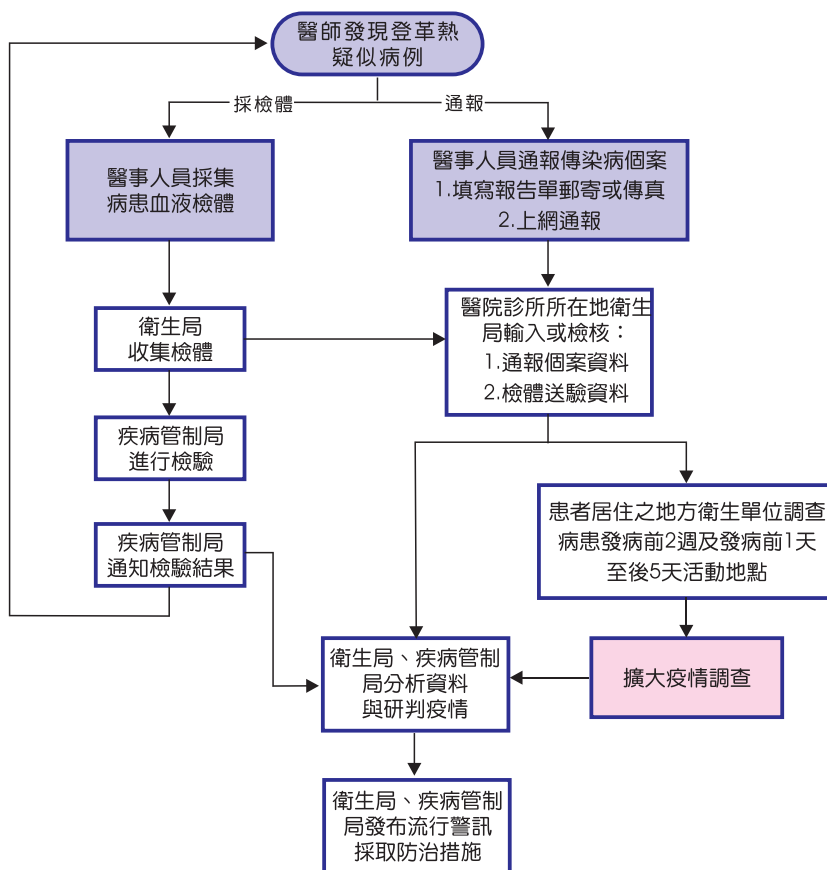 醫師發現登革熱
疑似病例
採檢體
通報
醫事人員採集
病患血液檢體
醫事人員通報傳染病個案
1.填寫報告單郵寄或傳真
2.上網通報
衛生局
收集檢體
醫院診所所在地衛生
局輸入或檢核：
1.通報個案資料
2.檢體送驗資料
疾病管制局
進行檢驗
疾病管制局
通知檢驗結果
患者居住之地方衛生單位調查
病患發病前2週及發病前1天
至後5天活動地點
衛生局、疾病管制
局分析資料
與研判疫情
擴大疫情調查
衛生局、疾病管制
局發布流行警訊
採取防治措施